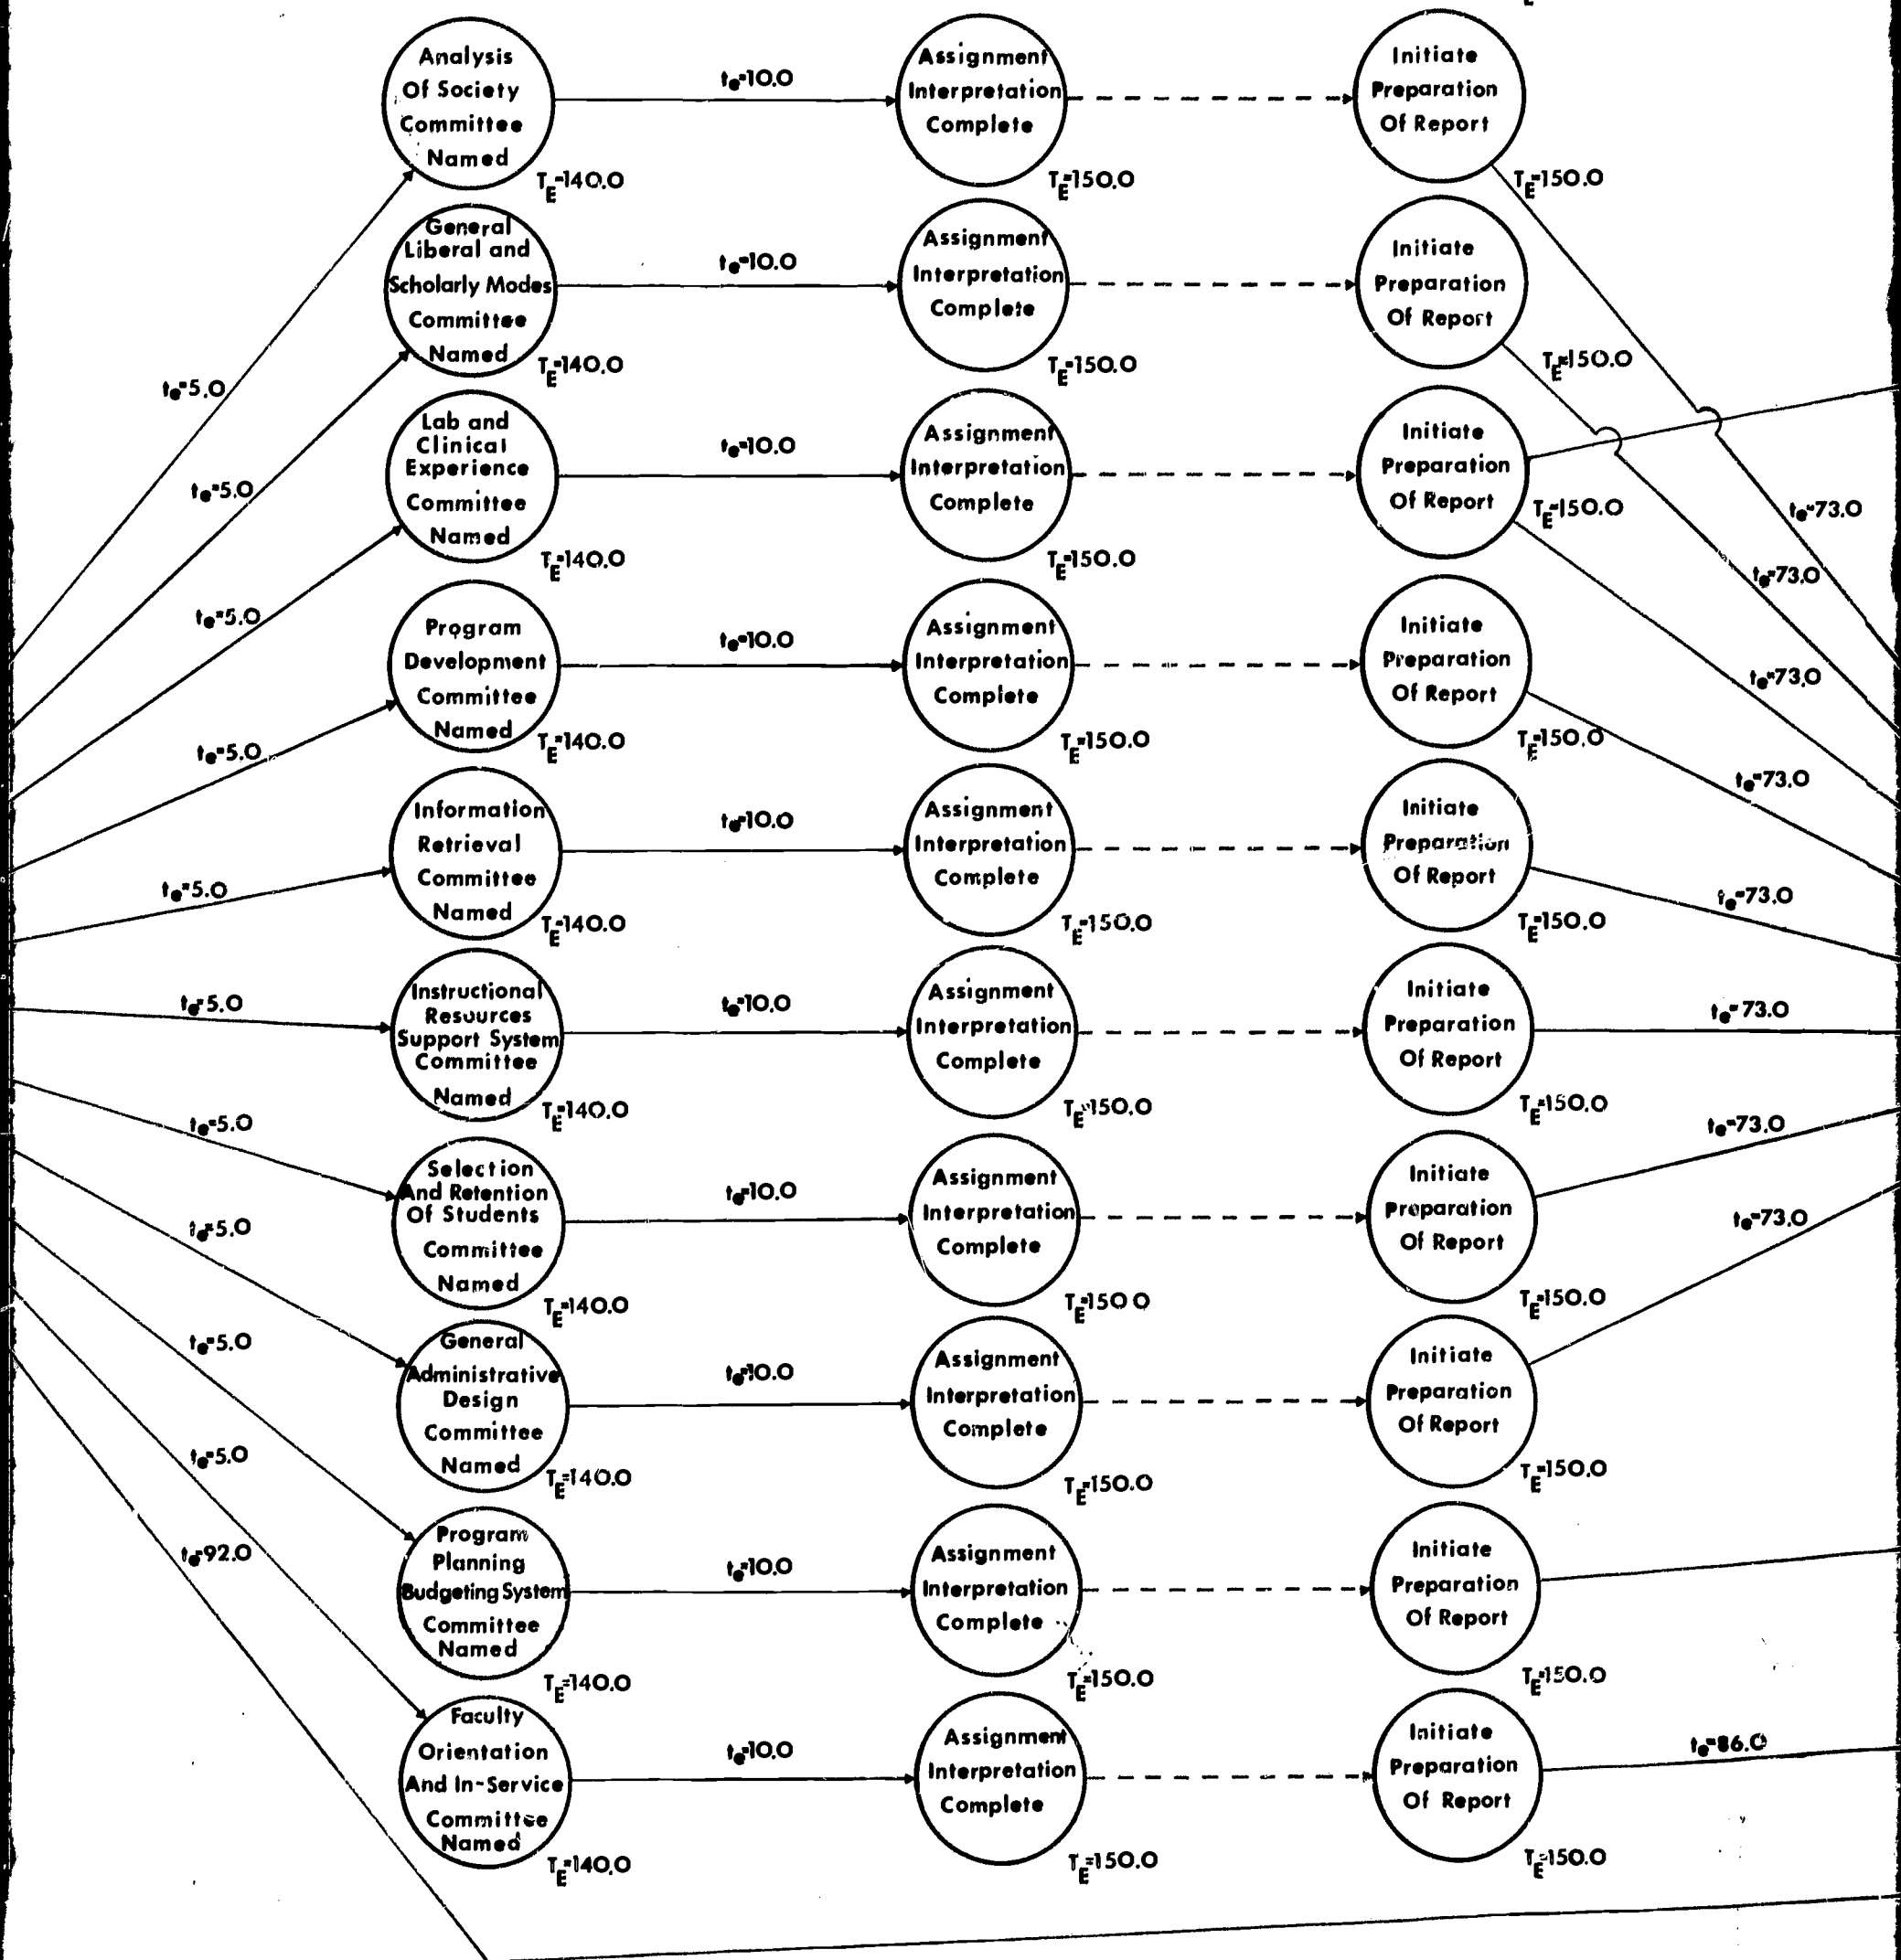 Analysis
Of Society
Committee
Named
te=10.0
Assignment
Interpretation
Complete
Initiate
Preparation
Of Report
TE=140.0
TE=150.0
TE=150.0
te=5.0
General
Liberal and
Scholarly Modes
Committee
Named
te=10.0
Assignment
Interpretation
Complete
Initiate
Preparation
Of Report
TE=140.0
TE=150.0
TE=150.0
te=5.0
Lab and
Clinical
Experience
Committee
Named
te=10.0
Assignment
Interpretation
Complete
Initiate
Preparation
Of Report
TE=140.0
TE=150.0
TE=150.0
te=73.0
te=73.0
te=5.0
Program
Development
Committee
Named
te=10.0
Assignment
Interpretation
Complete
Initiate
Preparation
Of Report
te=73.0
TE=140.0
TE=150.0
TE=150.0
te=5.0
te=73.0
Information
Retrieval
Committee
Named
te=10.0
Assignment
Interpretation
Complete
Initiate
Preparation
Of Report
te=73.0
TE=140.0
TE=150.0
TE=150.0
te=5.0
te=5.0
Instructional
Resources
Support System
Committee
Named
te=10.0
Assignment
Interpretation
Complete
Initiate
Preparation
Of Report
te=73.0
TE=140.0
TE=150.0
TE=150.0
te=5.0
Selection
And Retention
Of Students
Committee
Named
te=10.0
Assignment
Interpretation
Complete
Initiate
Preparation
Of Report
te=73.0
TE=140.0
TE=150.0
TE=150.0
te=5.0
General
Administrative
Design
Committee
Named
te=10.0
Assignment
Interpretation
Complete
Initiate
Preparation
Of Report
te=73.0
TE=140.0
TE=150.0
TE=150.0
te=5.0
Program
Planning
Budgeting System
Committee
Named
te=10.0
Assignment
Interpretation
Complete
Initiate
Preparation
Of Report
TE=140.0
TE=150.0
TE=150.0
te=5.0
te=92.0
Faculty
Orientation
And In-Service
Committee
Named
te=10.0
Assignment
Interpretation
Complete
Initiate
Preparation
Of Report
te=86.0
TE=140.0
TE=150.0
TE=150.0